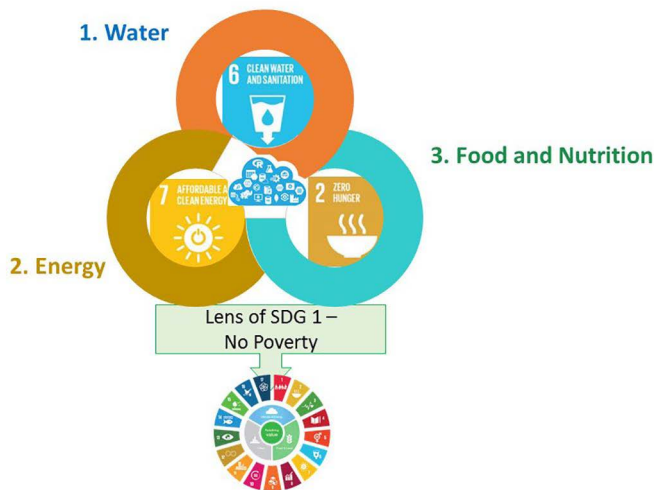 1. Water
6 CLEAN WATER
AND SANITATION
3. Food and Nutrition
7 AFFORDABLE A
CLEAN ENERGY
2 ZERO
HUNGER
2. Energy
Lens of SDG 1 –
No Poverty